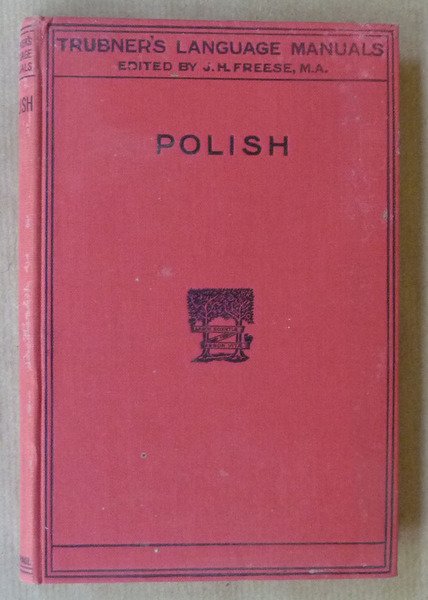 TRUBNER'S LANGUAGE MANUALS
EDITED BY J.H. FREESE, M.A.
POLISH